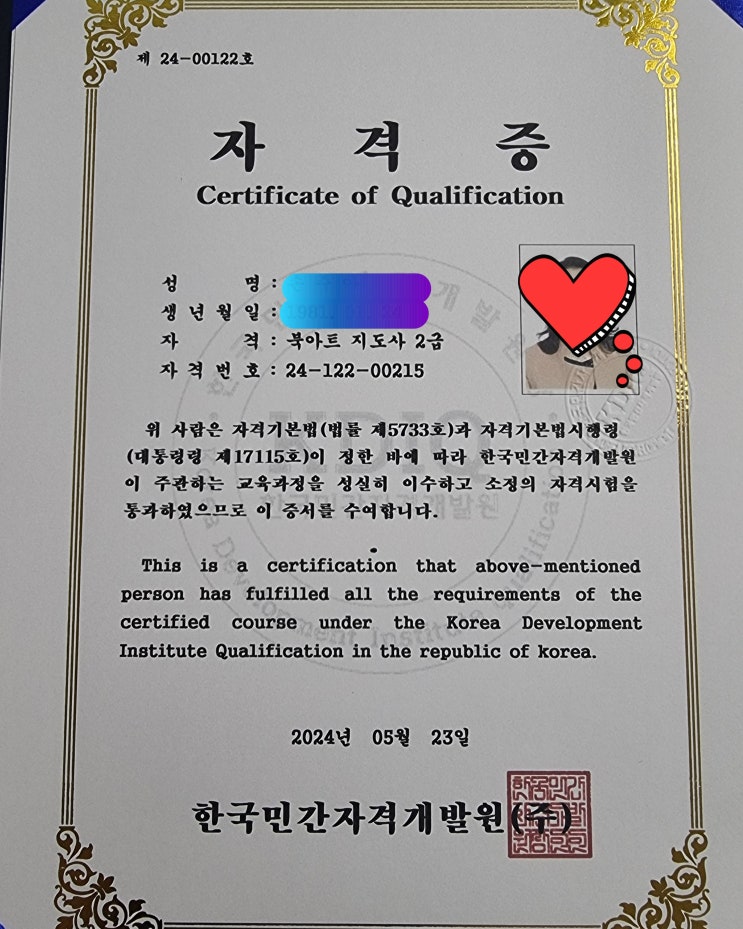 제 24-00122호
자 격 증
Certificate of Qualification
성 명 :
생 년 월 일 :
자 격 : 북아트 지도사 2급
자 격 번 호 : 24-122-00215
위 사람은 자격기본법(법률 제5733호)과 자격기본법시행령
(대통령령 제17115호)이 정한 바에 따라 한국민간자격개발원
이 주관하는 교육과정을 성실히 이수하고 소정의 자격시험을
통과하였으므로 이 증서를 수여합니다.
This is a certification that above-mentioned
person has fulfilled all the requirements of the
certified course under the Korea Development
Institute Qualification in the republic of korea.
2024년 05월 23일
한국민간자격개발원(주)